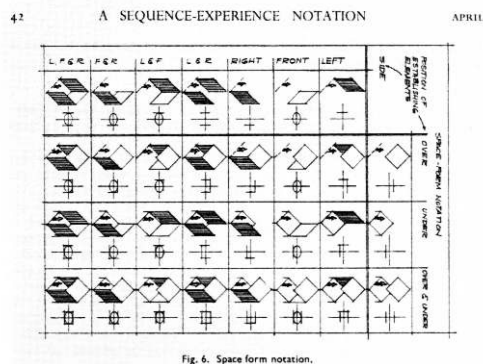 42 A SEQUENCE-EXPERIENCE NOTATION APRIL
L, F & R F & R L & F L & R RIGHT FRONT LEFT
POSITION OF
ESTABLISHING
ELEMENTS
SIDE
SPACE-FORM NOTATION
OVER
UNDER
OVER & UNDER
Fig. 6. Space form notation.